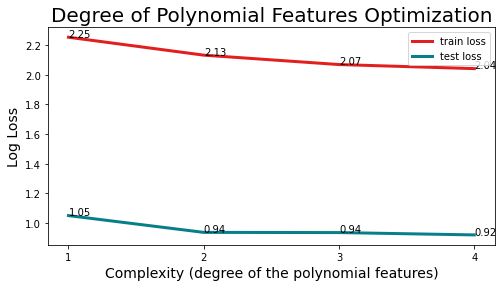 Degree of Polynomial Features Optimization
train loss
test loss
2.25
2.13
2.07
2.04
1.05
0.94
0.94
0.92
2.2
2.0
1.8
1.6
1.4
1.2
1.0
Log Loss
1 2 3 4
Complexity (degree of the polynomial features)